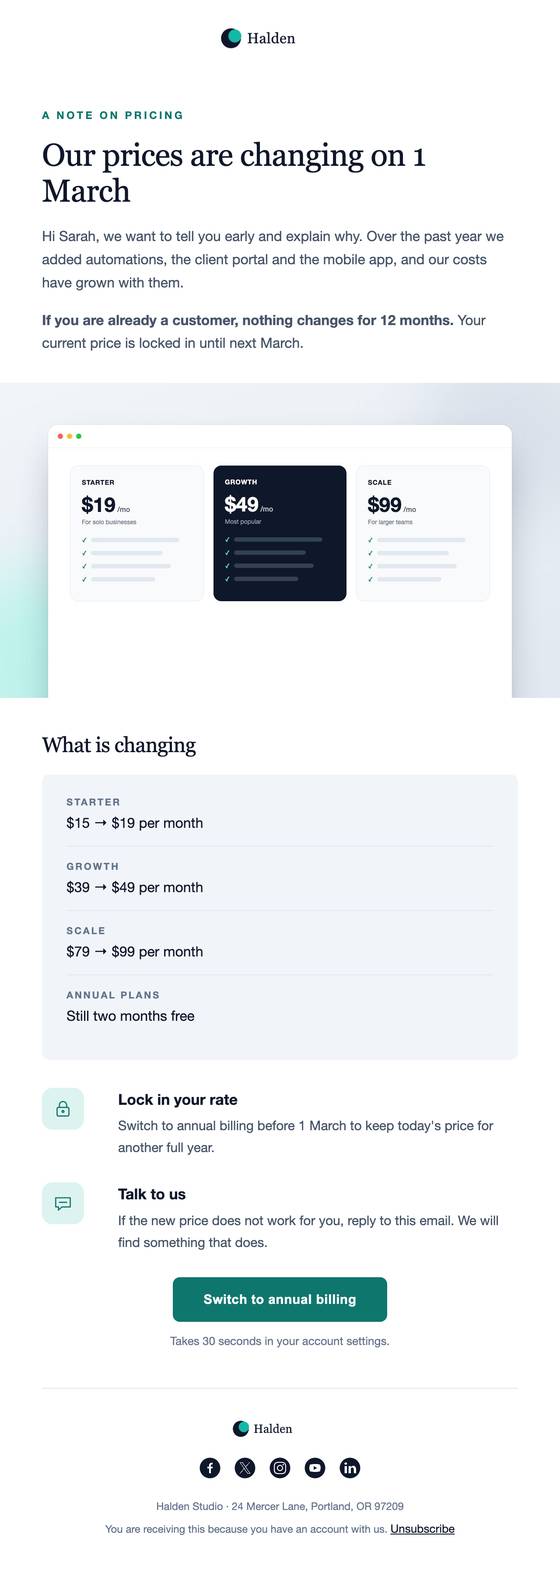 Halden
A NOTE ON PRICING
Our prices are changing on 1
March
Hi Sarah, we want to tell you early and explain why. Over the past year we
added automations, the client portal and the mobile app, and our costs
have grown with them.
If you are already a customer, nothing changes for 12 months. Your
current price is locked in until next March.
STARTER
$19 /mo
For solo businesses
✓
✓
✓
✓
GROWTH
$49 /mo
Most popular
✓
✓
✓
✓
SCALE
$99 /mo
For larger teams
✓
✓
✓
✓
What is changing
STARTER
$15 → $19 per month
GROWTH
$39 → $49 per month
SCALE
$79 → $99 per month
ANNUAL PLANS
Still two months free
Lock in your rate
Switch to annual billing before 1 March to keep today's price for
another full year.
Talk to us
If the new price does not work for you, reply to this email. We will
find something that does.
Switch to annual billing
Takes 30 seconds in your account settings.
Halden
Halden Studio · 24 Mercer Lane, Portland, OR 97209
You are receiving this because you have an account with us. Unsubscribe